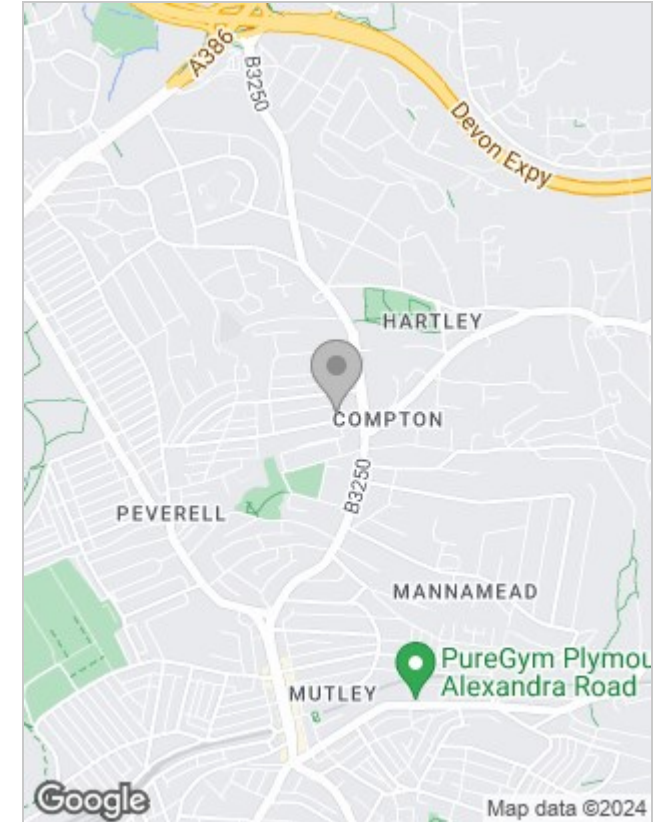 A386
B3250
Devon Expy
HARTLEY
COMPTON
B3250
PEVERELL
MANNAMEAD
PureGym Plymou
Alexandra Road
MUTLEY
Google
Map data ©2024